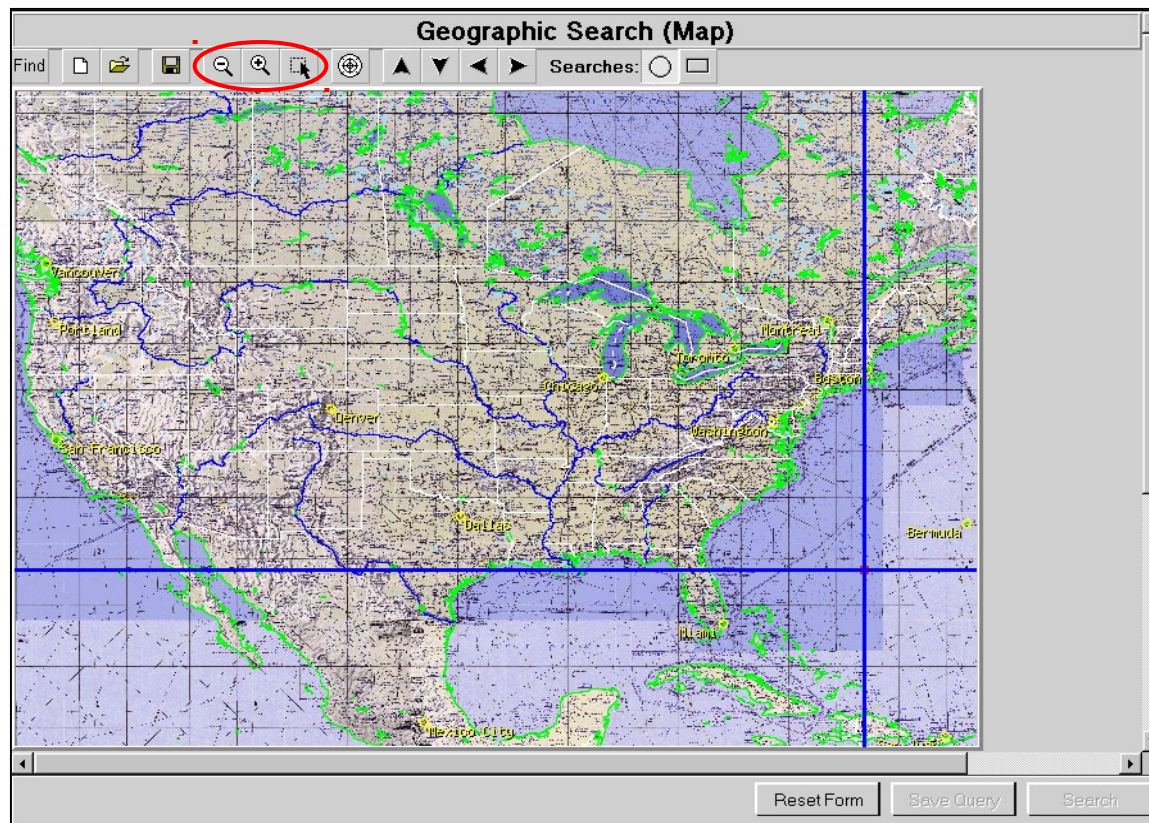 Geographic Search (Map)
Find
Searches:
Vancouver
Portland
Montreal
Toronto
Chicago
Boston
Denver
Washington
San Francisco
Dallas
Bermuda
Miami
Mexico City
Reset Form
Save Query
Search